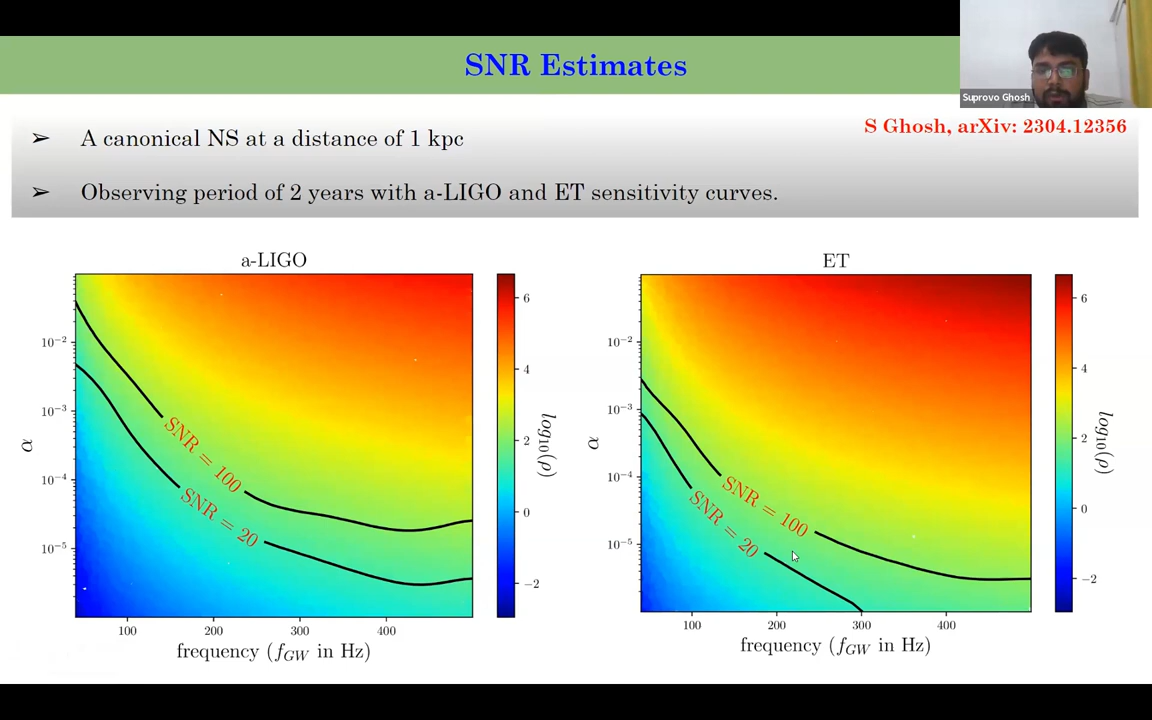 SNR Estimates
Suprovo Ghosh
S Ghosh, arXiv: 2304.12356
➢ A canonical NS at a distance of 1 kpc
➢ Observing period of 2 years with a-LIGO and ET sensitivity curves.
a-LIGO
α
10⁻²
10⁻³
10⁻⁴
10⁻⁵
SNR = 100
SNR = 20
100 200 300 400
frequency (f_GW in Hz)
6
4
2
0
−2
log₁₀(ρ)
ET
α
10⁻²
10⁻³
10⁻⁴
10⁻⁵
SNR = 100
SNR = 20
100 200 300 400
frequency (f_GW in Hz)
6
4
2
0
−2
log₁₀(ρ)